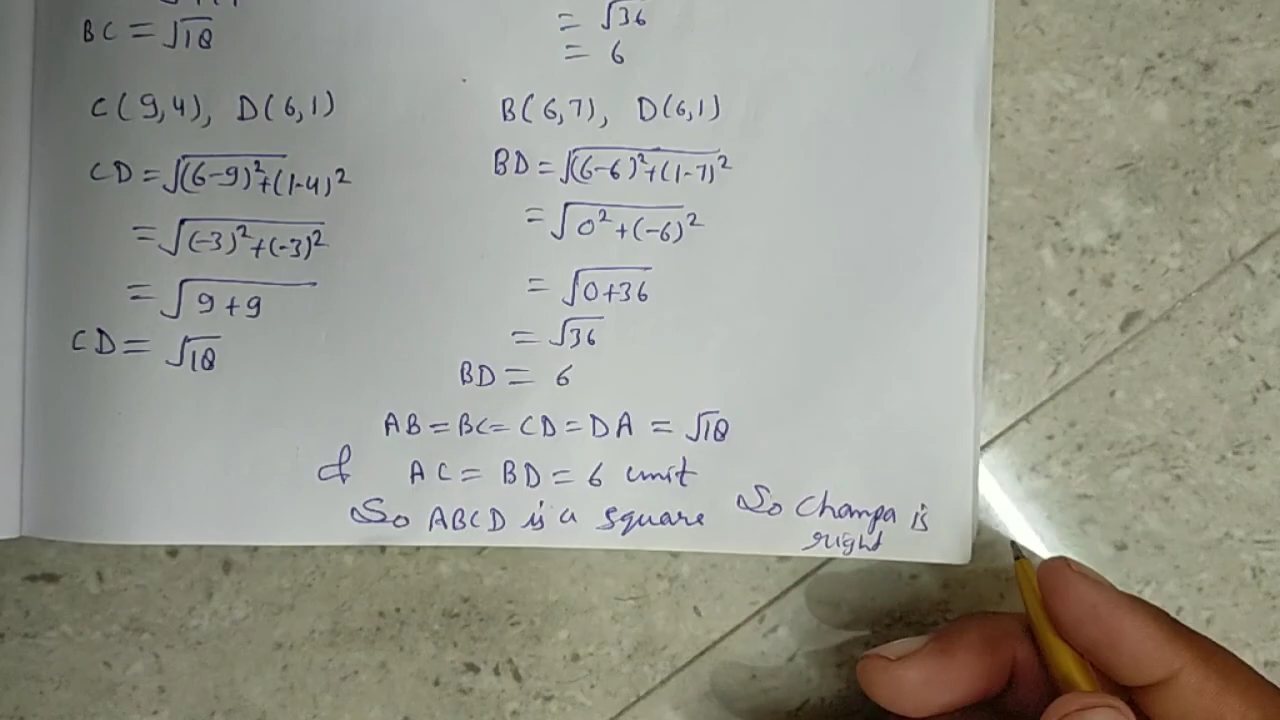 BC = √18
C(9,4), D(6,1)
CD = √(6-9)²+(1-4)²
= √(-3)²+(-3)²
= √9+9
CD = √18
= √36
= 6
B(6,7), D(6,1)
BD = √(6-6)²+(1-7)²
= √0²+(-6)²
= √0+36
= √36
BD = 6
AB = BC = CD = DA = √18
& AC = BD = 6 unit
So ABCD is a square So Champa is
right